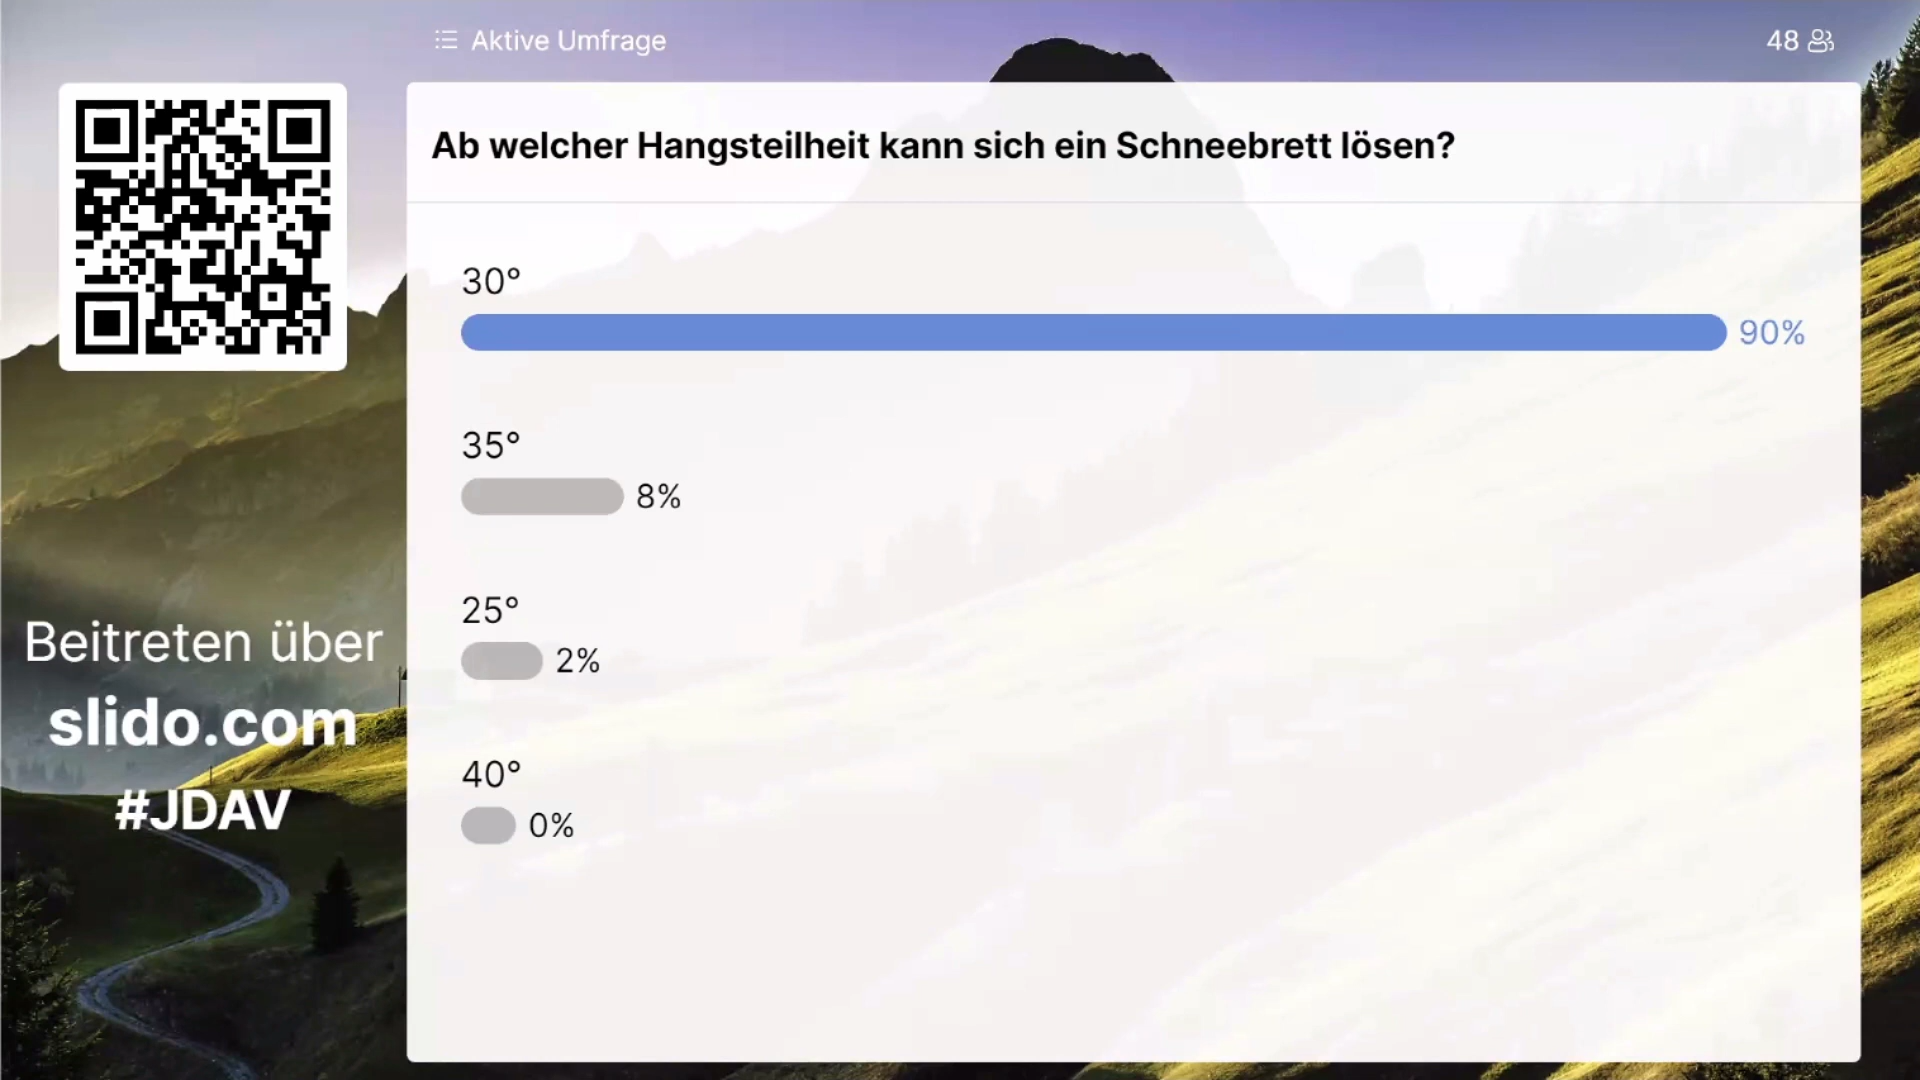 Aktive Umfrage
48
Ab welcher Hangsteilheit kann sich ein Schneebrett lösen?
30°
90%
35°
8%
25°
2%
40°
0%
Beitreten über
slido.com
#JDAV